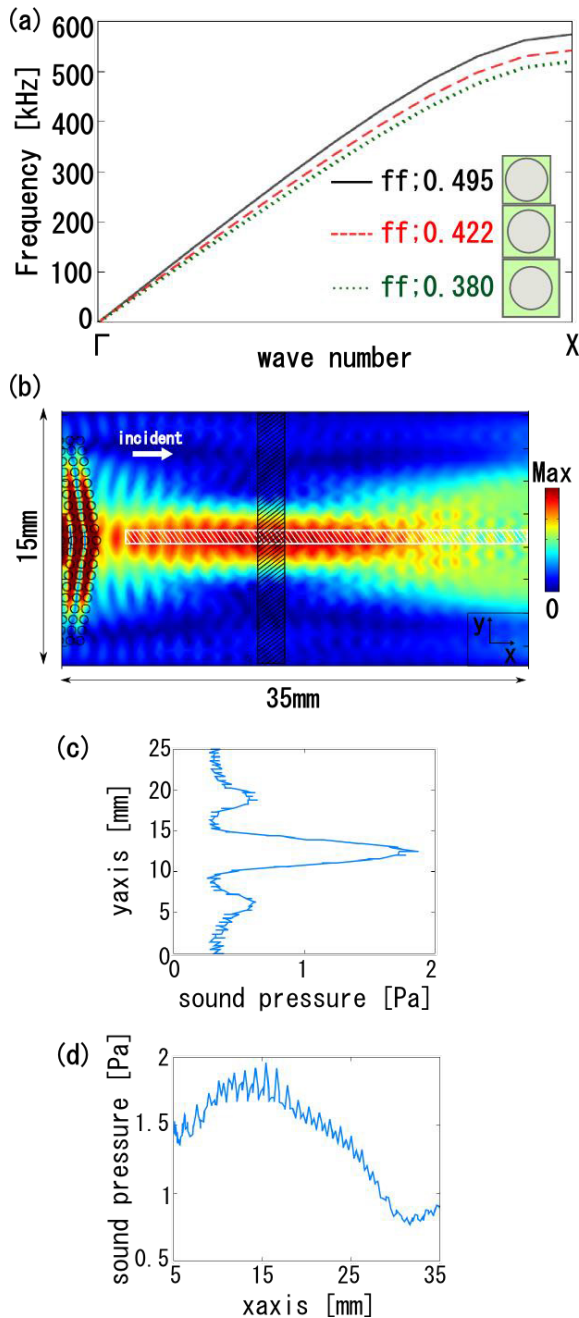 (a)
600
500
400
300
200
100
0
Frequency [kHz]
ff;0.495
ff;0.422
ff;0.380
Γ
X
wave number
(b)
incident
15mm
Max
0
y
x
35mm
(c)
25
20
15
10
5
0
yaxis [mm]
0
1
2
sound pressure [Pa]
(d)
2
1.5
1
0.5
sound pressure [Pa]
5
15
25
35
xaxis [mm]